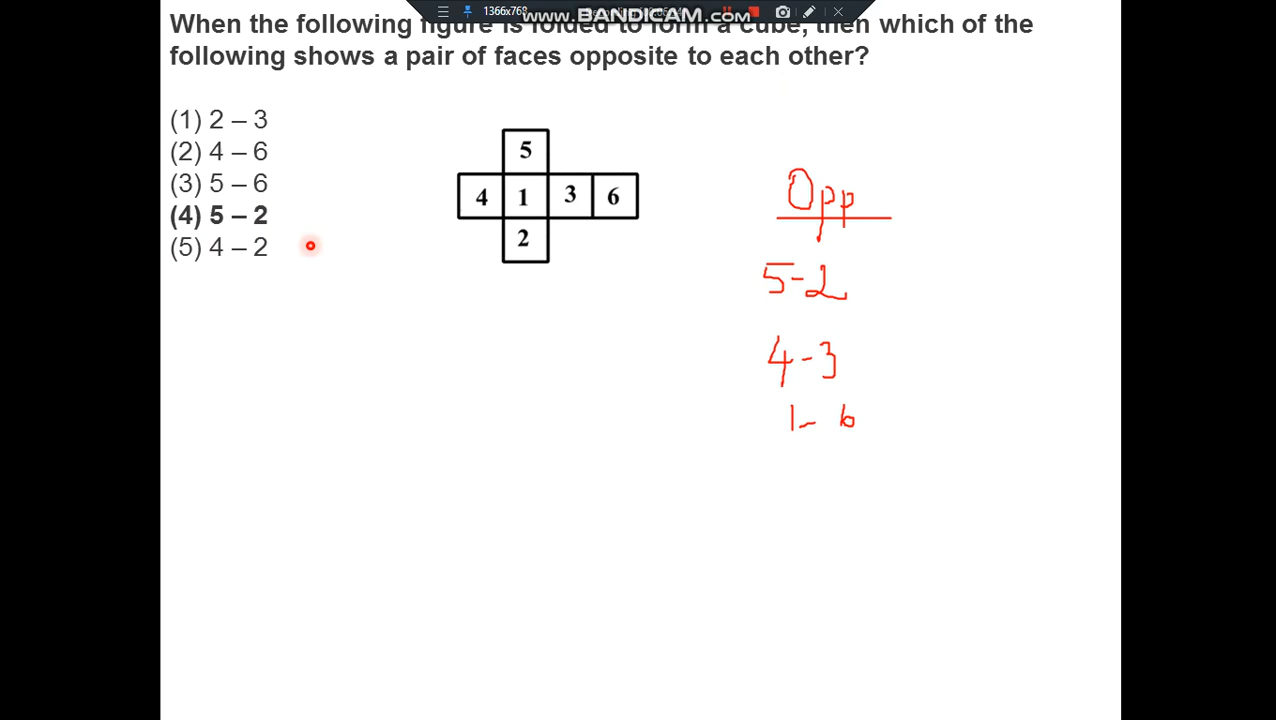 1366x768
www.BANDICAM.com
When the following figure is folded to form a cube, then which of the
following shows a pair of faces opposite to each other?
(1) 2 – 3
(2) 4 – 6
(3) 5 – 6
(4) 5 – 2
(5) 4 – 2
5
4 1 3 6
2
Opp
5-2
4-3
1- 6